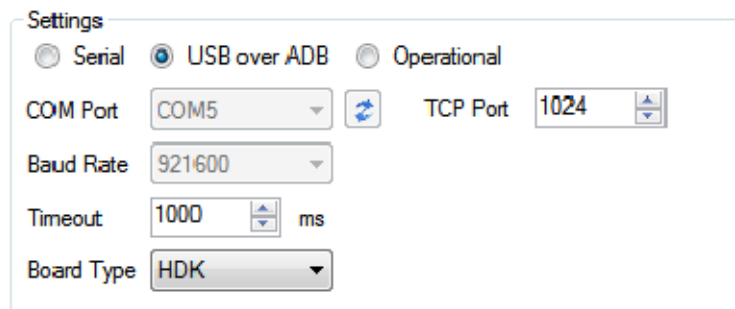 Settings
Serial USB over ADB Operational
COM Port COM5 TCP Port 1024
Baud Rate 921600
Timeout 1000 ms
Board Type HDK